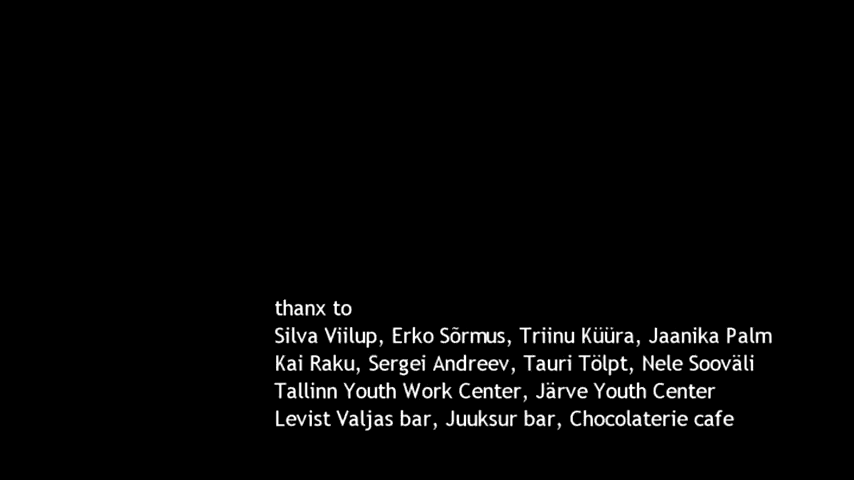 thanx to
Silva Viilup, Erko Sõrmus, Triinu Küüra, Jaanika Palm
Kai Raku, Sergei Andreev, Tauri Tölpt, Nele Sooväli
Tallinn Youth Work Center, Järve Youth Center
Levist Valjas bar, Juuksur bar, Chocolaterie cafe